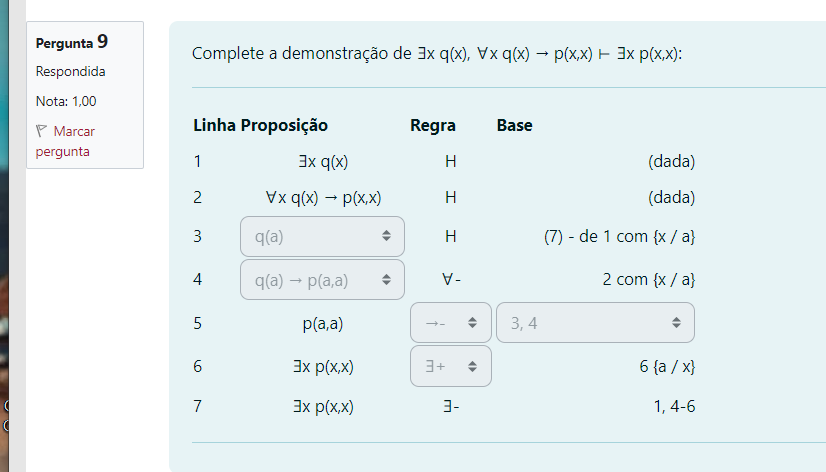 Pergunta 9
Respondida
Nota: 1,00
Marcar
pergunta
Complete a demonstração de ∃x q(x), ∀x q(x) → p(x,x) ⊢ ∃x p(x,x):
Linha Proposição Regra Base
1 ∃x q(x) H (dada)
2 ∀x q(x) → p(x,x) H (dada)
3 q(a) H (7) - de 1 com {x / a}
4 q(a) → p(a,a) ∀- 2 com {x / a}
5 p(a,a) →- 3, 4
6 ∃x p(x,x) ∃+ 6 {a / x}
7 ∃x p(x,x) ∃- 1, 4-6